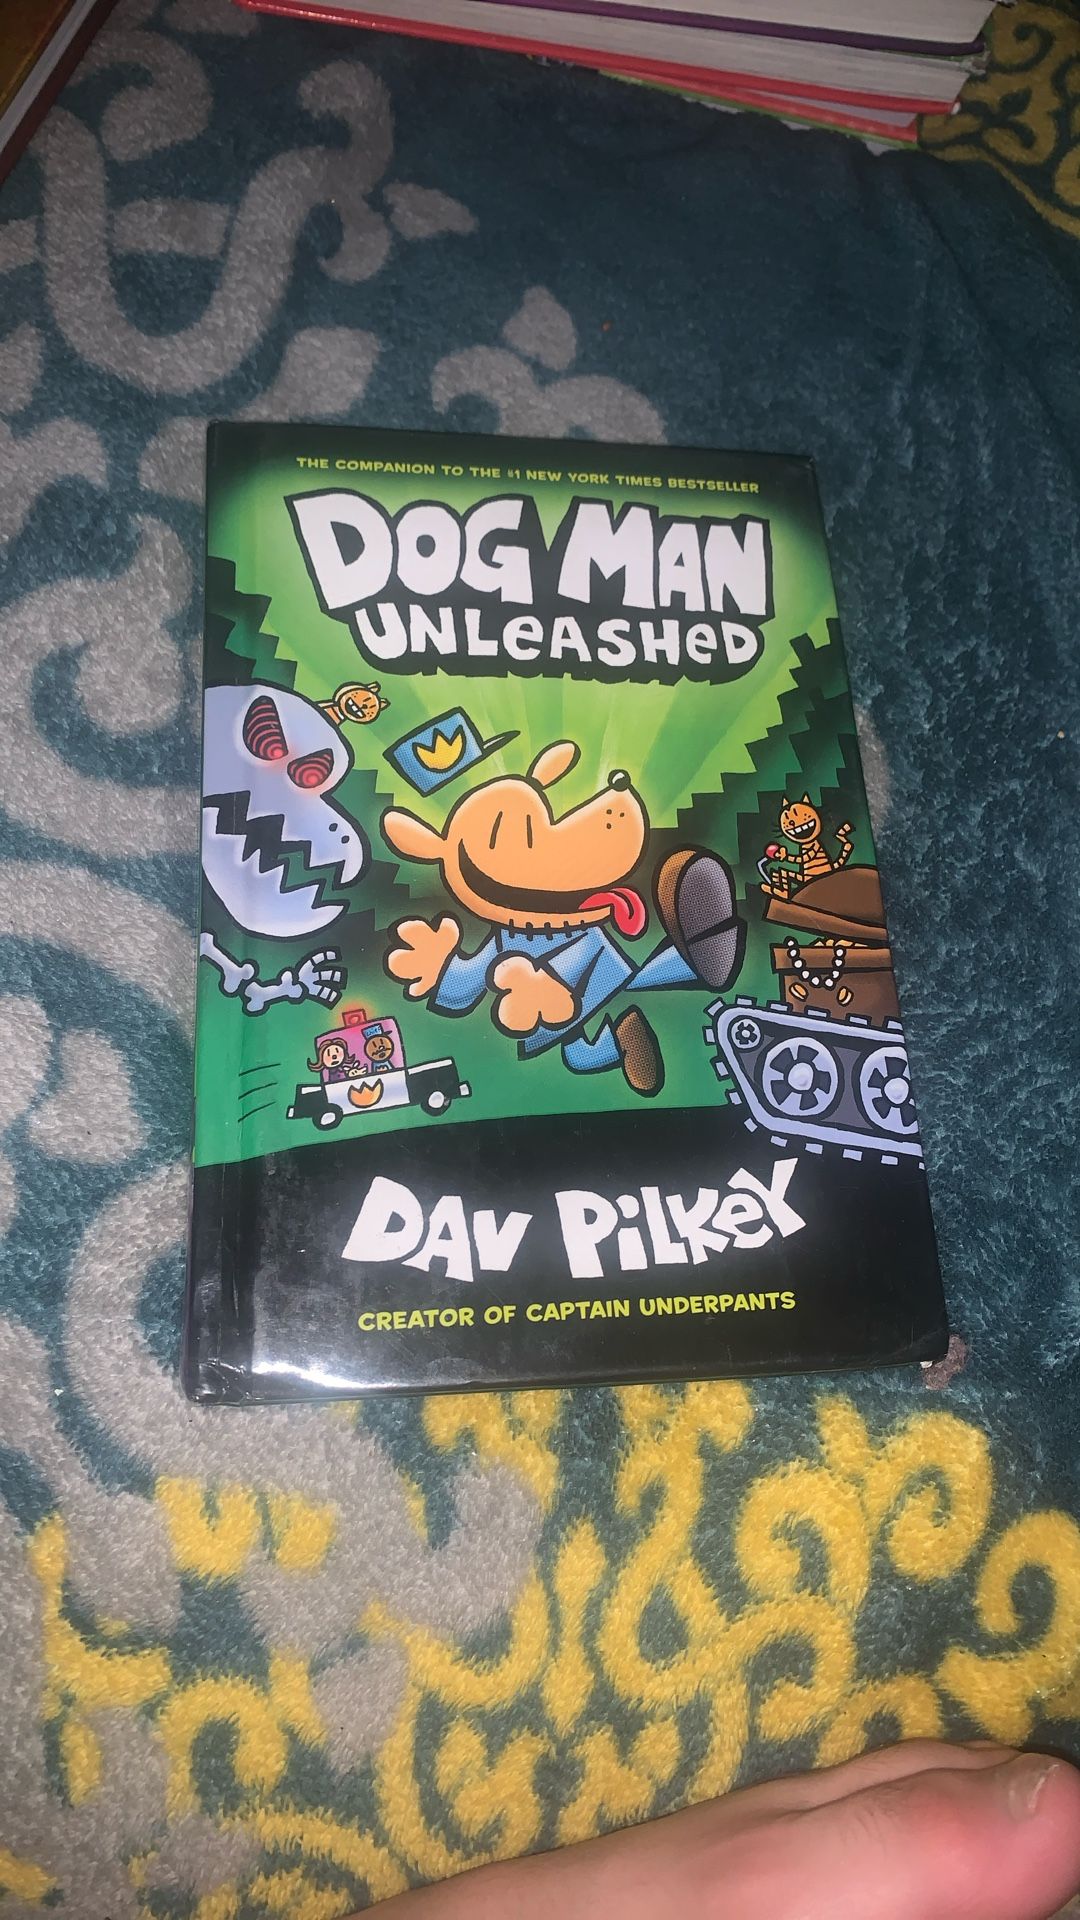 THE COMPANION TO THE #1 NEW YORK TIMES BESTSELLER
DOG MAN
UNLEASHED
DAV PILKEY
CREATOR OF CAPTAIN UNDERPANTS